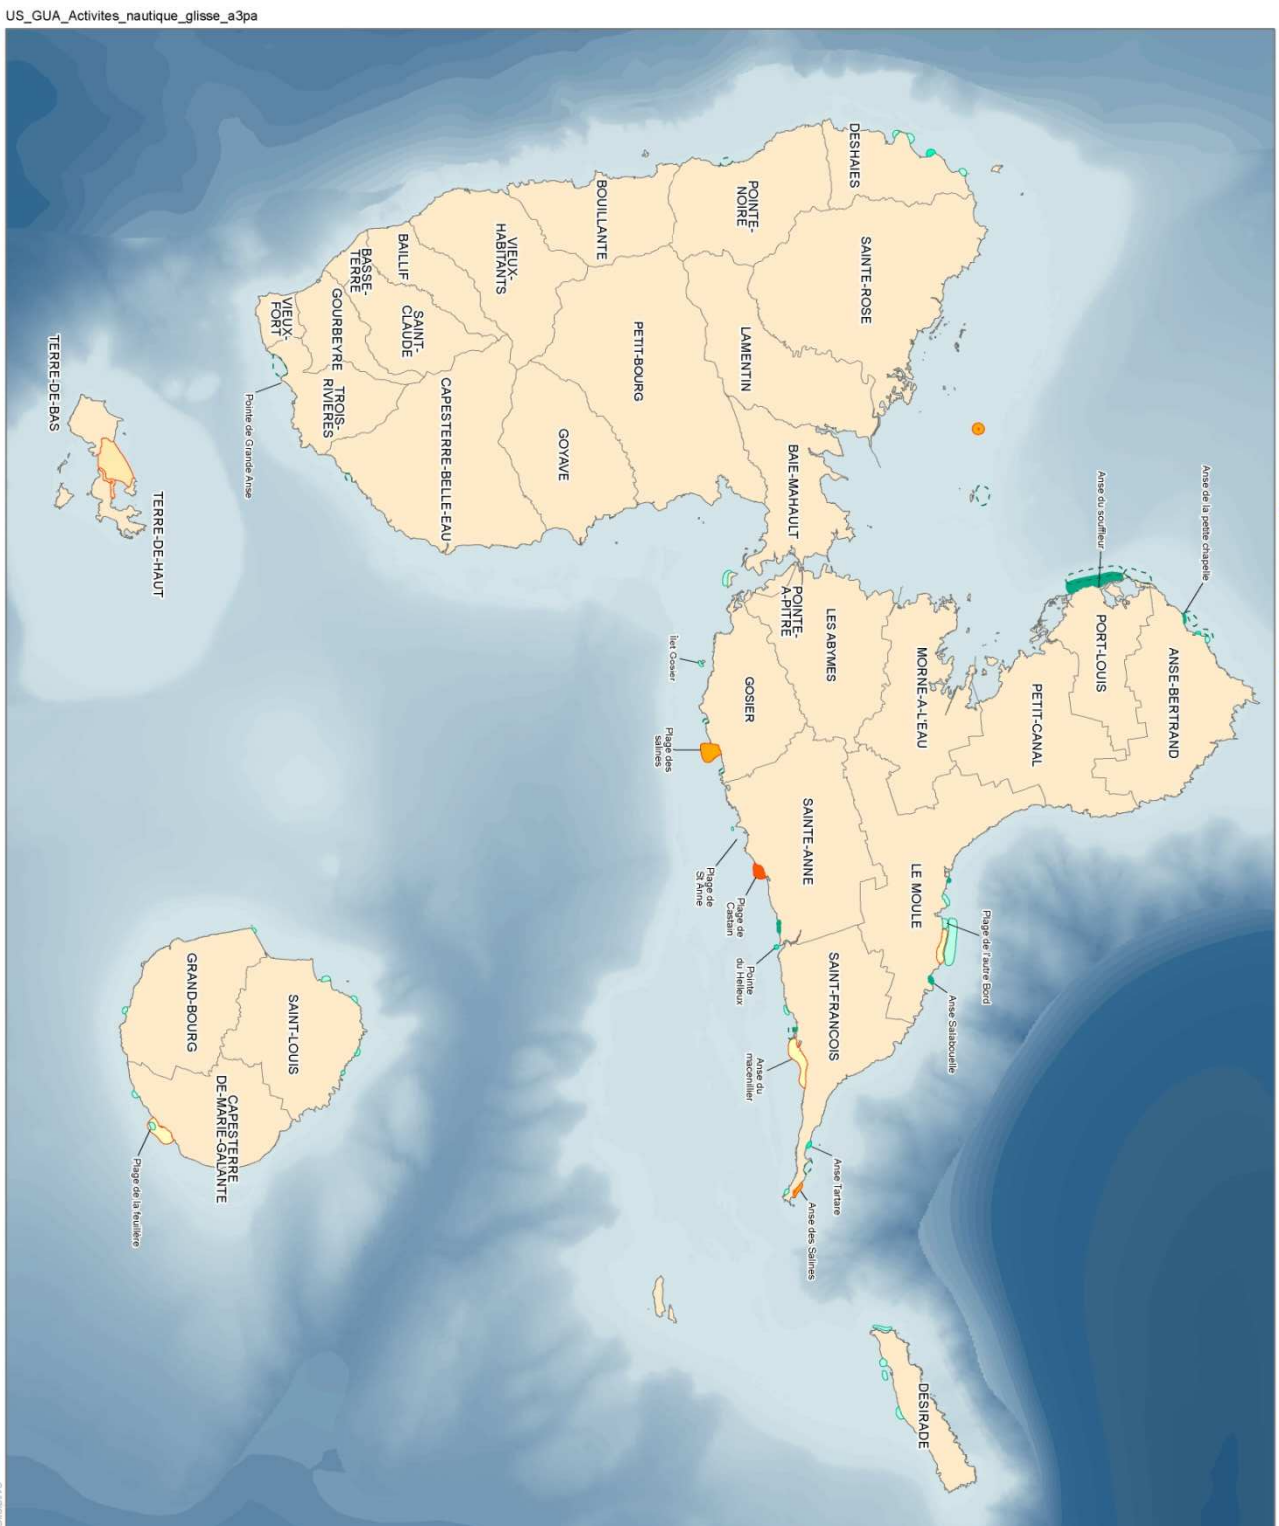 US_GUA_Activites_nautique_glisse_a3pa
Anse de la petite chapelle
ANSE-BERTRAND
Anse du souffleur
PORT-LOUIS
PETIT-CANAL
MORNE-A-L'EAU
Plage de l'autre Bord
LE MOULE
Anse Salabouelle
DESHAIES
SAINTE-ROSE
POINTE-
NOIRE
LAMENTIN
BAIE-MAHAULT
POINTE-
A-PITRE
LES ABYMES
GOSIER
Îlet Gosier
Plage des
salines
SAINTE-ANNE
Plage de
St Anne
Plage de
Castain
Pointe
du Helleux
SAINT-FRANCOIS
Anse du
macenillier
Anse Tartare
Anse des Salines
DESIRADE
BOUILLANTE
PETIT-BOURG
VIEUX-
HABITANTS
GOYAVE
BAILLIF
SAINT-
CLAUDE
CAPESTERRE-BELLE-EAU
BASSE-
TERRE
GOURBEYRE
VIEUX-
FORT
TROIS-
RIVIERES
Pointe de Grande Anse
TERRE-DE-BAS
TERRE-DE-HAUT
SAINT-LOUIS
GRAND-BOURG
CAPESTERRE
DE-MARIE-GALANTE
Plage de la feuillère